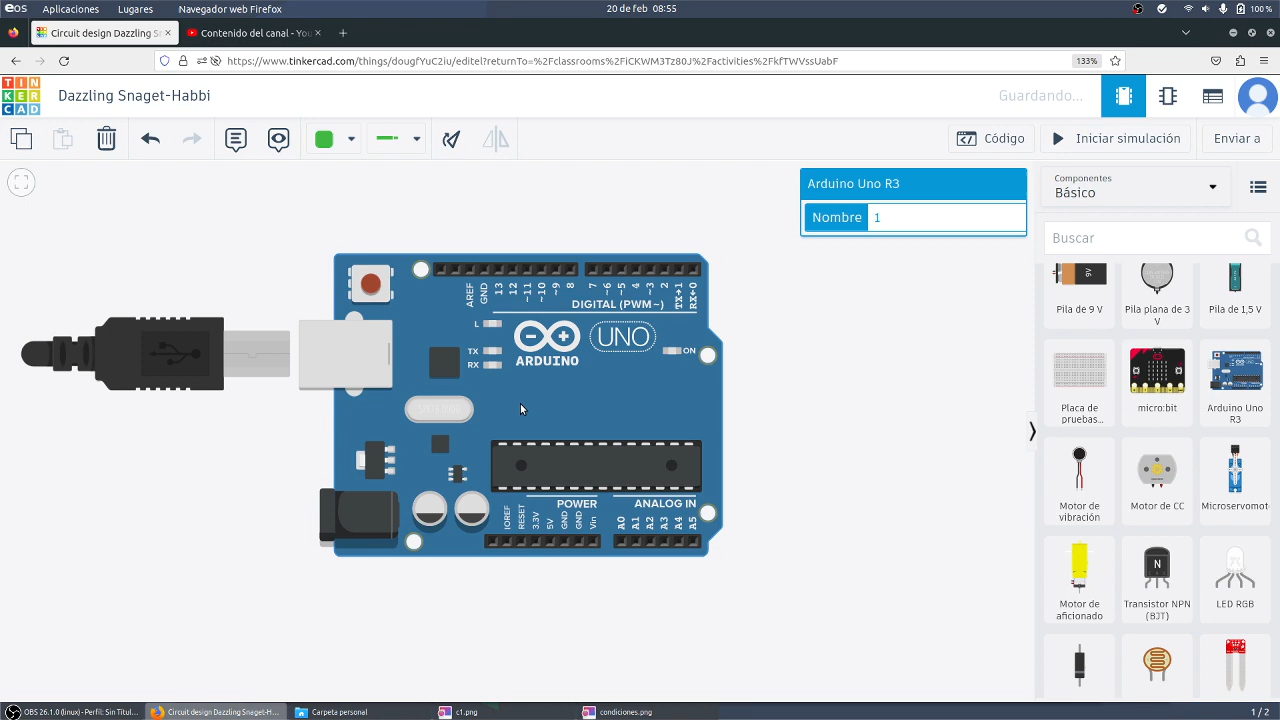 eos Aplicaciones Lugares Navegador web Firefox 20 de feb 08:55 100 %
Circuit design Dazzling S× Contenido del canal - You ×
https://www.tinkercad.com/things/dougfYuC2iu/editel?returnTo=%2Fclassrooms%2FiCKWM3Tz80J%2Factivities%2FkfTWVssUabF 133%
TIN
KER
CAD
Dazzling Snaget-Habbi
Guardando...
Código
Iniciar simulación
Enviar a
Arduino Uno R3
Nombre 1
Componentes
Básico
Buscar
9V
Pila de 9 V
Pila plana de 3 V
Pila de 1,5 V
Placa de pruebas...
micro:bit
Arduino Uno R3
Motor de vibración
Motor de CC
Microservomot
Motor de aficionado
N
Transistor NPN (BJT)
LED RGB
AREF GND 13 12 ~11 ~10 ~9 8 7 ~6 ~5 4 ~3 2 TX→1 RX←0
DIGITAL (PWM~)
L
TX
RX
ARDUINO
UNO
ON
POWER
ANALOG IN
IOREF RESET 3.3V 5V GND GND Vin A0 A1 A2 A3 A4 A5
OBS 26.1.0 (linux) - Perfil: Sin Titul... Circuit design Dazzling Snaget-H... Carpeta personal c1.png condiciones.png 1 / 2